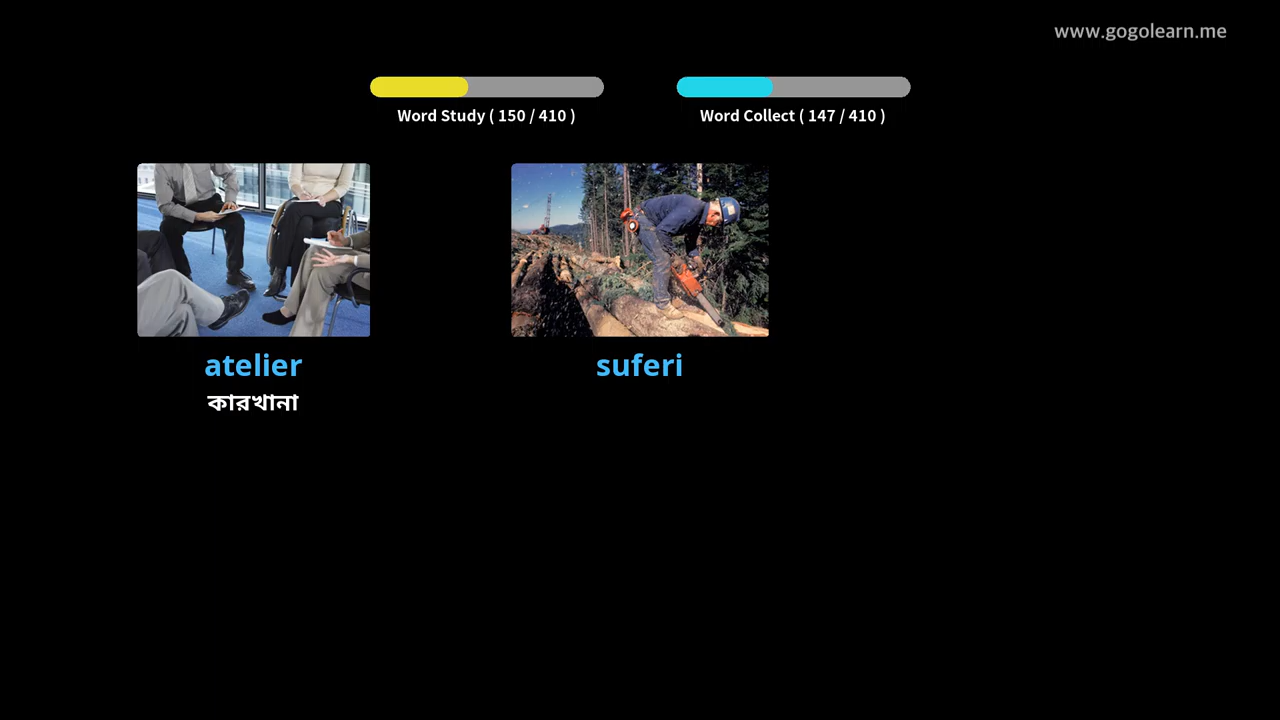 www.gogolearn.me
Word Study ( 150 / 410 )
Word Collect ( 147 / 410 )
atelier
suferi
কারখানা